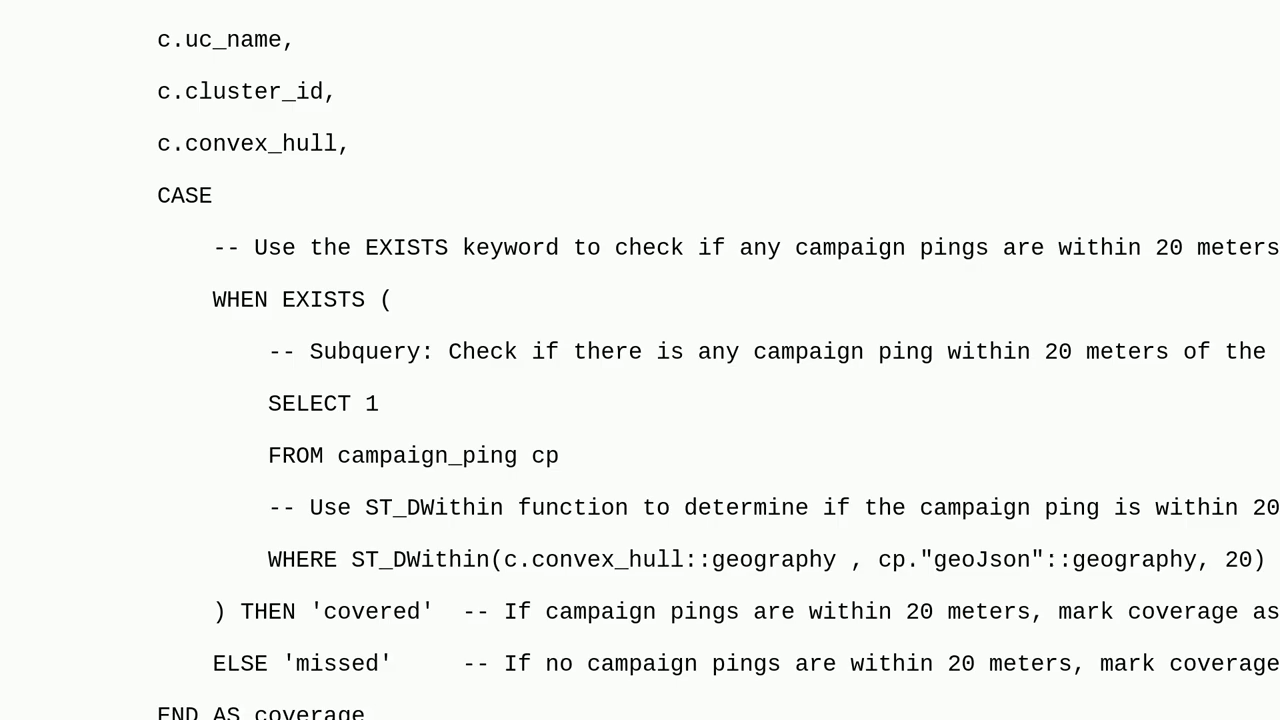 c.uc_name,
c.cluster_id,
c.convex_hull,
CASE
-- Use the EXISTS keyword to check if any campaign pings are within 20 meters
WHEN EXISTS (
-- Subquery: Check if there is any campaign ping within 20 meters of the
SELECT 1
FROM campaign_ping cp
-- Use ST_DWithin function to determine if the campaign ping is within 20
WHERE ST_DWithin(c.convex_hull::geography , cp."geoJson"::geography, 20)
) THEN 'covered'  -- If campaign pings are within 20 meters, mark coverage as
ELSE 'missed'     -- If no campaign pings are within 20 meters, mark coverage
END AS coverage